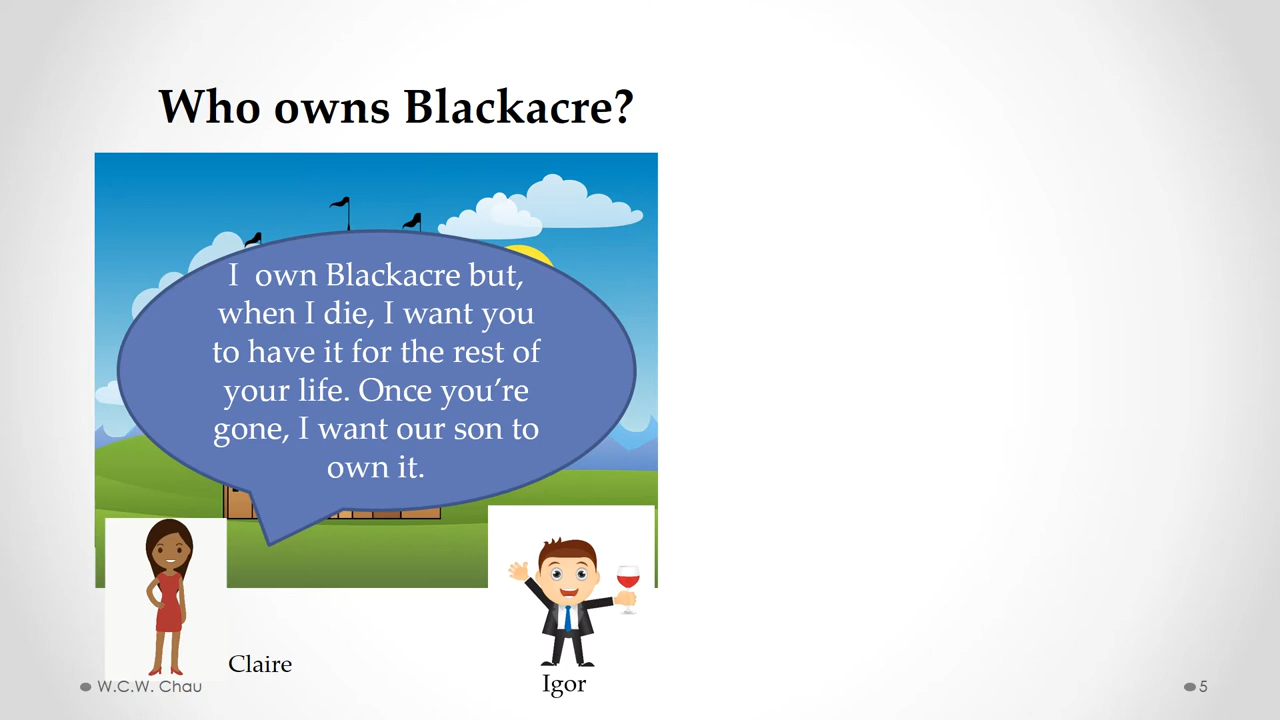 Who owns Blackacre?
I own Blackacre but,
when I die, I want you
to have it for the rest of
your life. Once you’re
gone, I want our son to
own it.
Claire
Igor
W.C.W. Chau
5